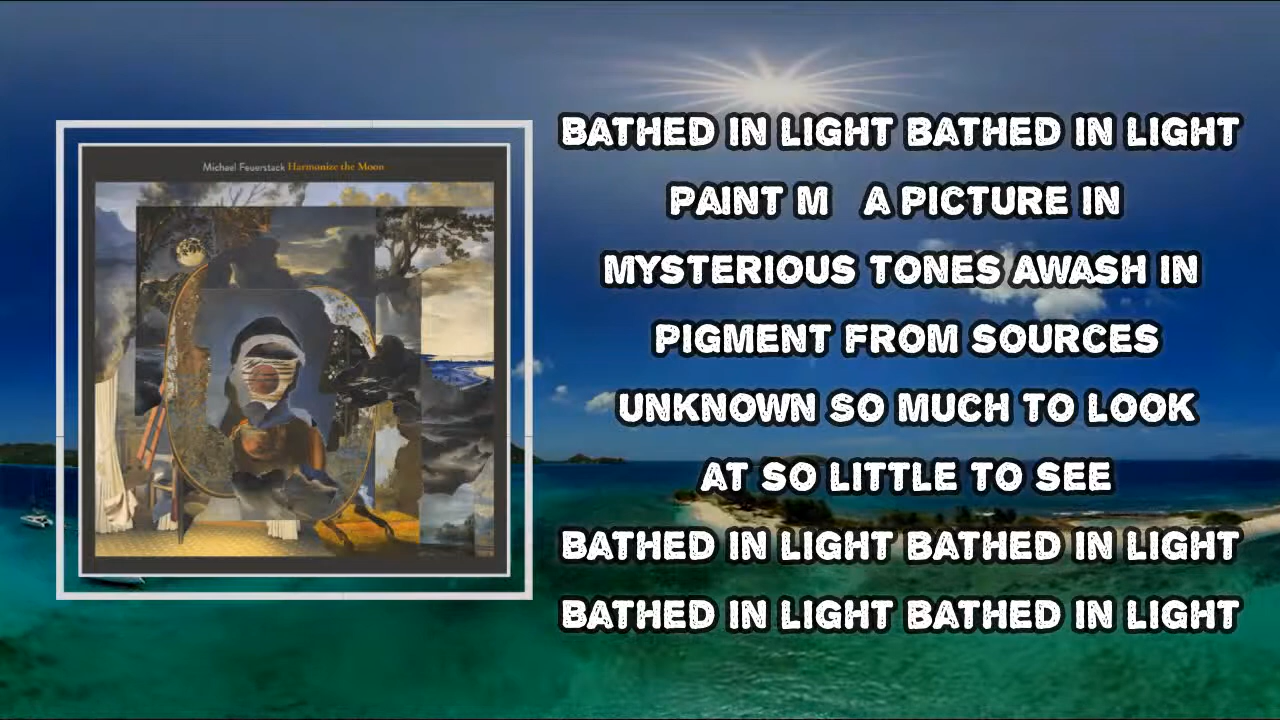 Michael Feuerstack Harmonize the Moon
BATHED IN LIGHT BATHED IN LIGHT
PAINT M A PICTURE IN
MYSTERIOUS TONES AWASH IN
PIGMENT FROM SOURCES
UNKNOWN SO MUCH TO LOOK
AT SO LITTLE TO SEE
BATHED IN LIGHT BATHED IN LIGHT
BATHED IN LIGHT BATHED IN LIGHT